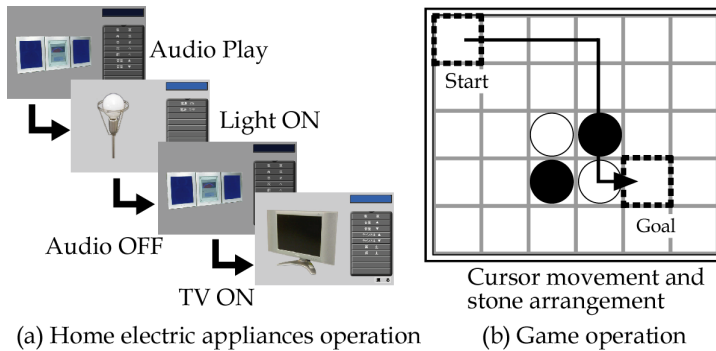 Audio Play
Light ON
Audio OFF
TV ON
(a) Home electric appliances operation
Start
Goal
Cursor movement and
stone arrangement
(b) Game operation